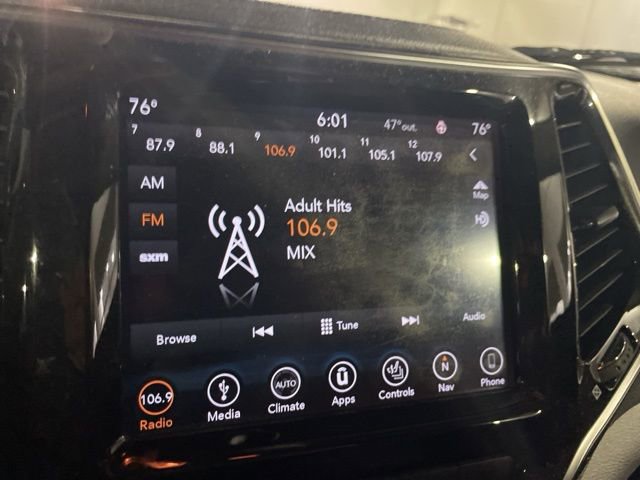 76° 6:01 47°out. 76°
7 87.9 8 88.1 9 106.9 10 101.1 11 105.1 12 107.9
AM
Map
Adult Hits
FM
106.9
HD
sxm
MIX
Browse Tune Audio
106.9 AUTO N
Radio Media Climate Apps Controls Nav Phone